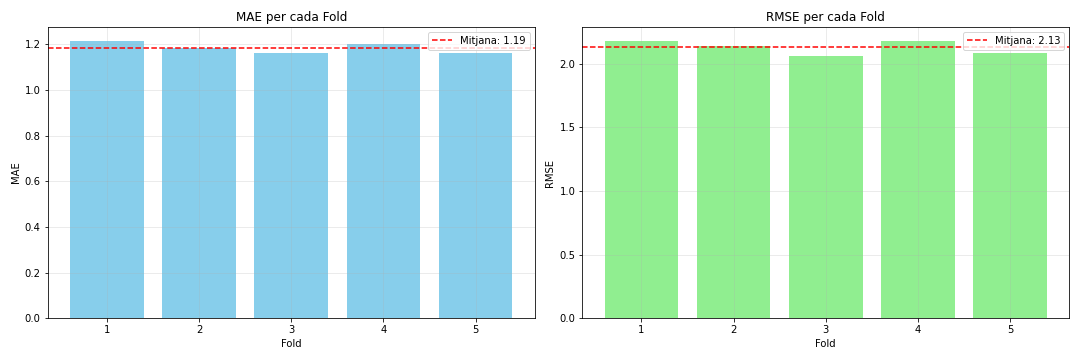 MAE per cada Fold
Mitjana: 1.19
1.2
1.0
0.8
0.6
0.4
0.2
0.0
MAE
1 2 3 4 5
Fold
RMSE per cada Fold
Mitjana: 2.13
2.0
1.5
1.0
0.5
0.0
RMSE
1 2 3 4 5
Fold